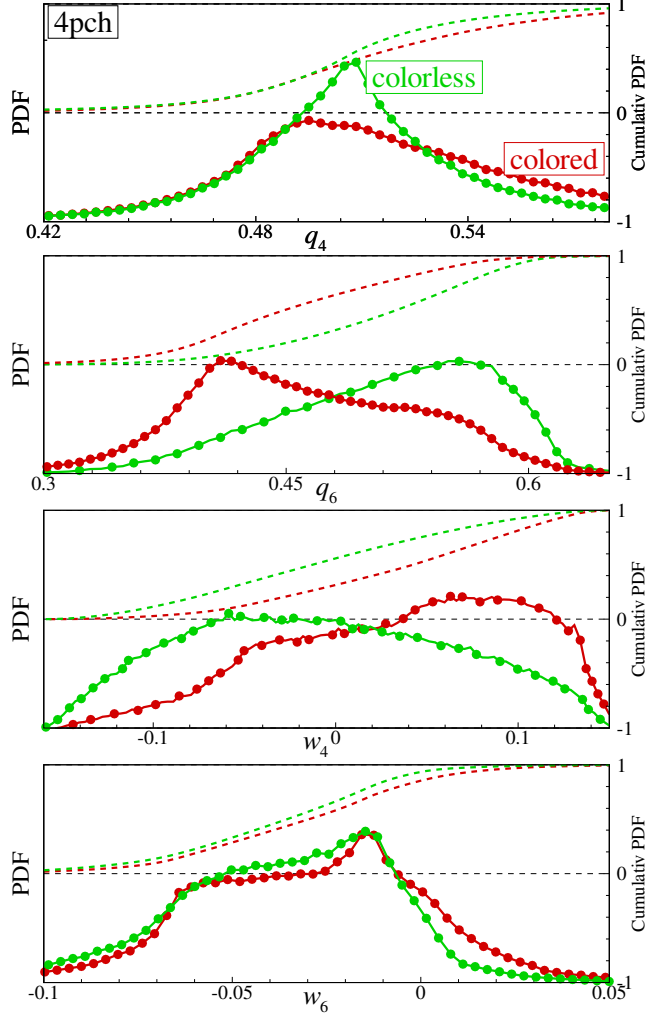 4pch
colorless
colored
PDF
Cumulativ PDF
1
0
-1
0.42
0.48
0.54
q4
PDF
Cumulativ PDF
1
0
-1
0.3
0.45
0.6
q6
PDF
Cumulativ PDF
1
0
-1
-0.1
0
0.1
w4
PDF
Cumulativ PDF
1
0
-1
-0.1
-0.05
0
0.05
w6